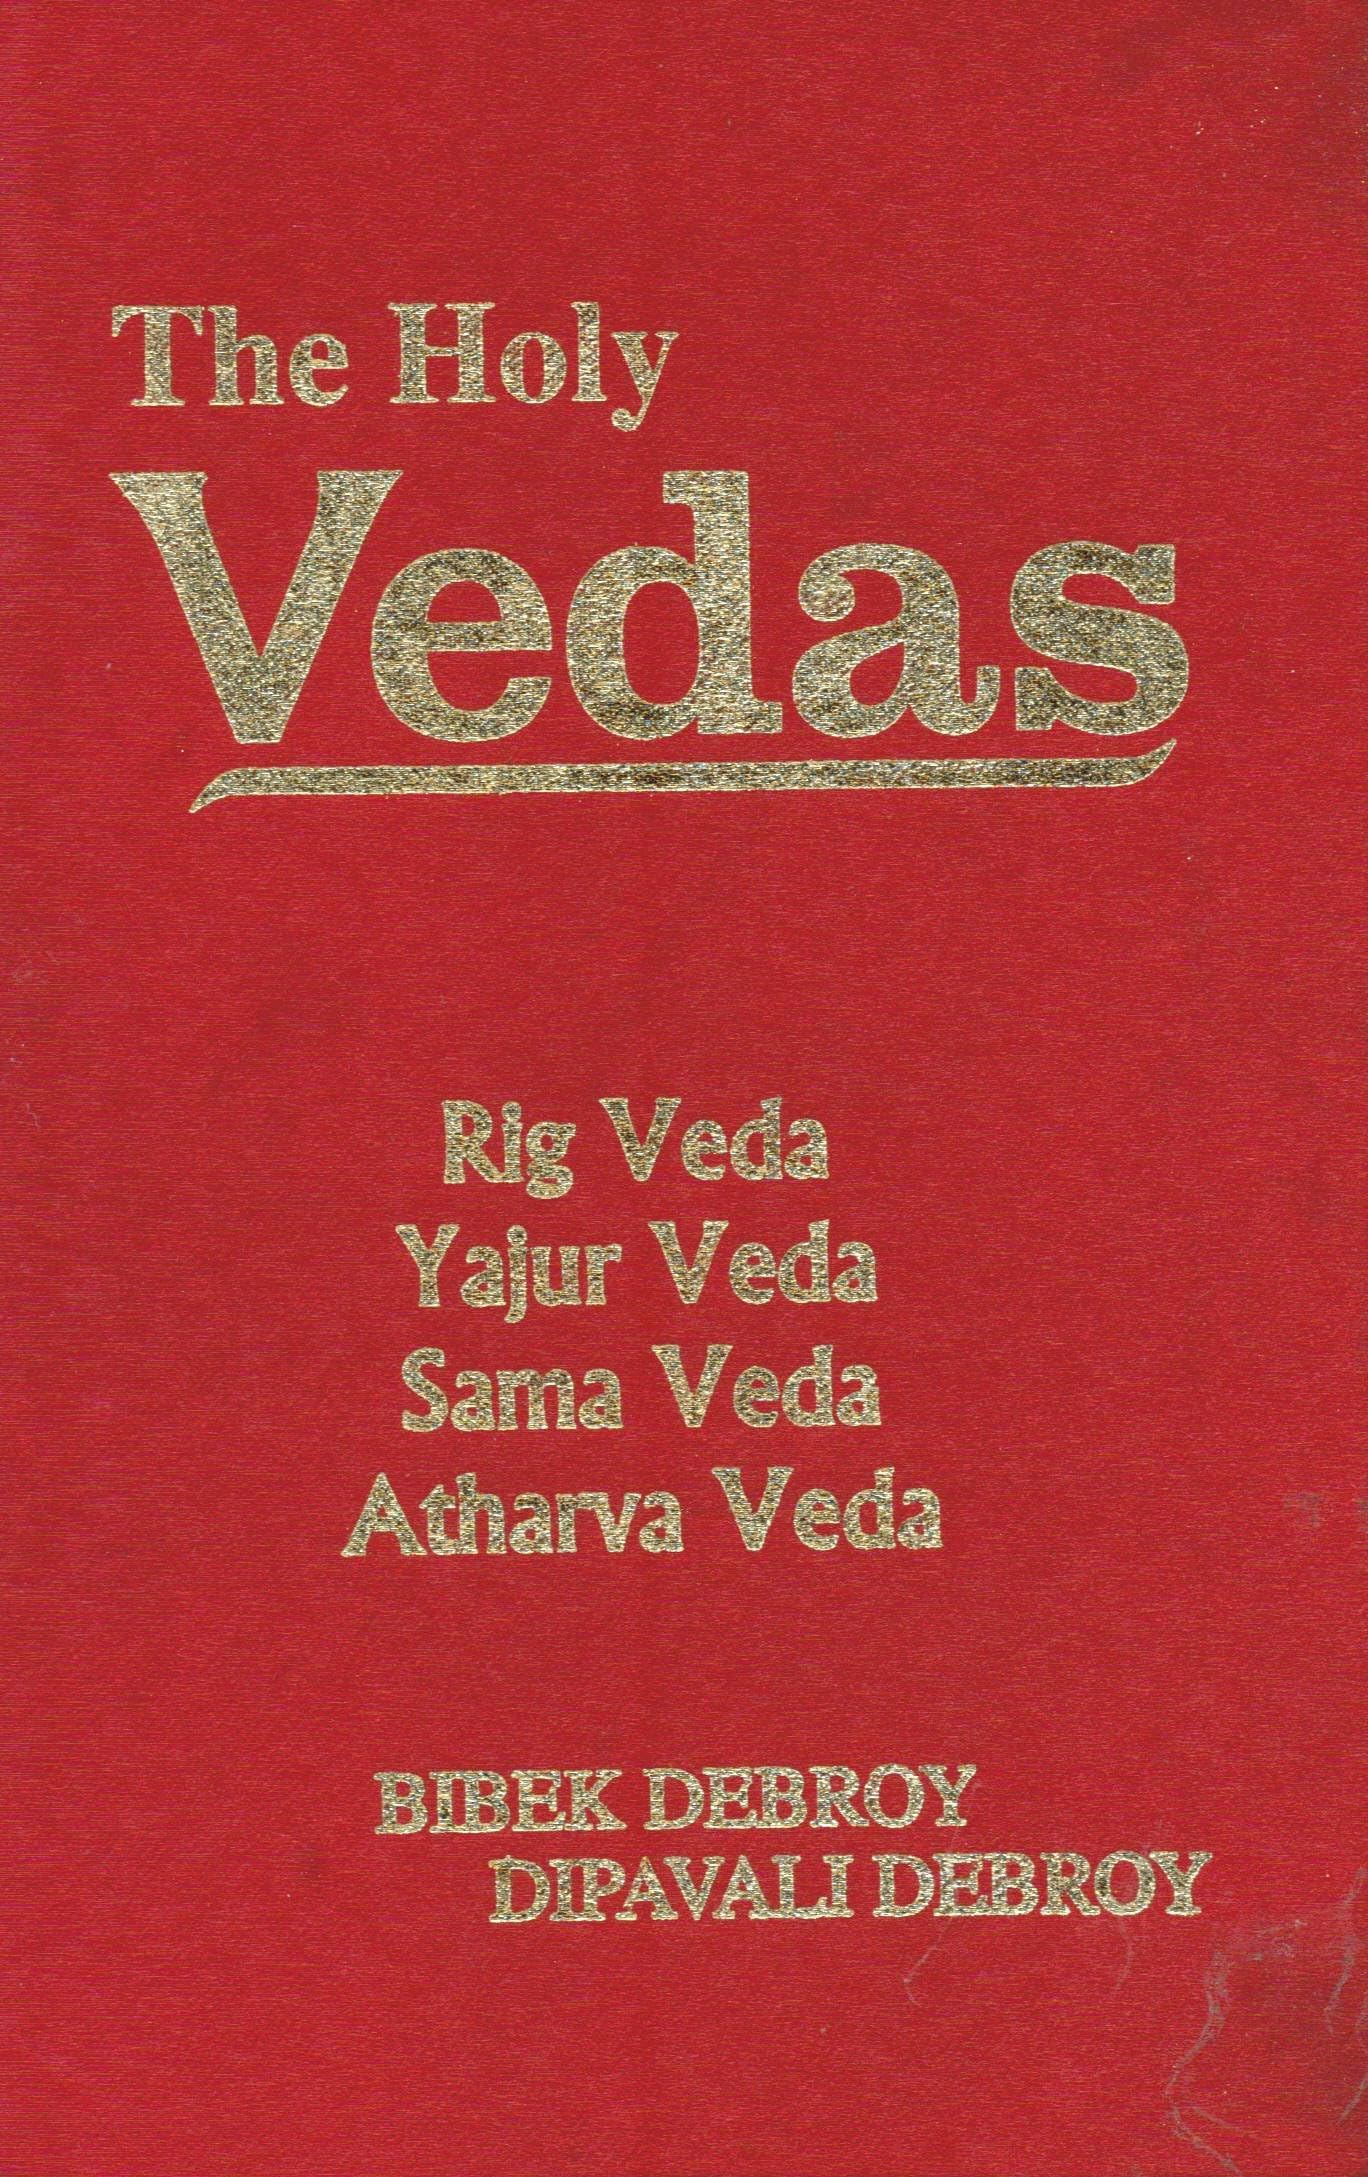 The Holy
Vedas
Rig Veda
Yajur Veda
Sama Veda
Atharva Veda
BIBEK DEBROY
DIPAVALI DEBROY